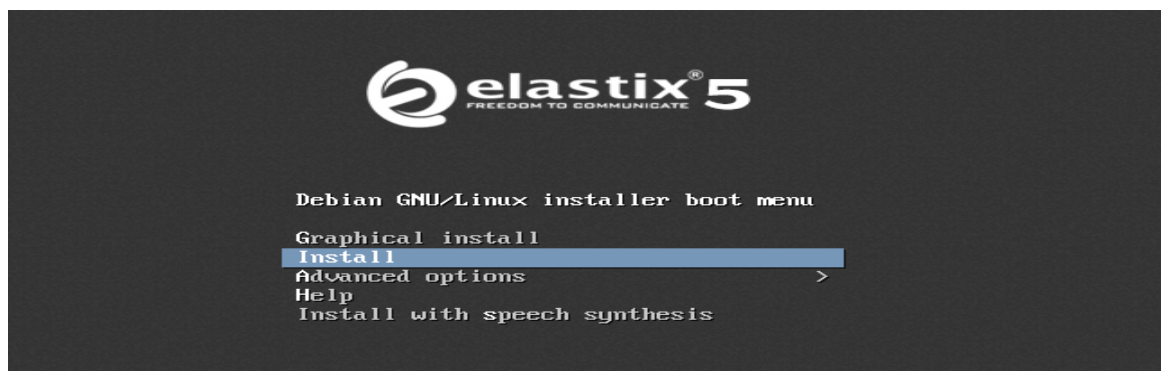 elastix® 5
FREEDOM TO COMMUNICATE
Debian GNU/Linux installer boot menu
Graphical install
Install
Advanced options >
Help
Install with speech synthesis